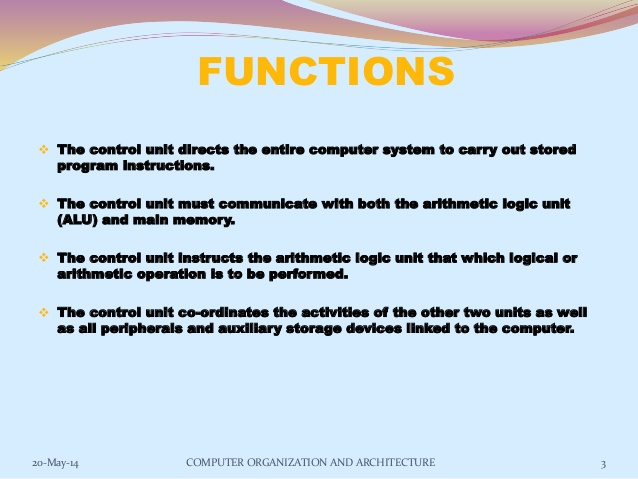 FUNCTIONS
❖ The control unit directs the entire computer system to carry out stored
program instructions.
❖ The control unit must communicate with both the arithmetic logic unit
(ALU) and main memory.
❖ The control unit instructs the arithmetic logic unit that which logical or
arithmetic operation is to be performed.
❖ The control unit co-ordinates the activities of the other two units as well
as all peripherals and auxiliary storage devices linked to the computer.
20-May-14 COMPUTER ORGANIZATION AND ARCHITECTURE 3